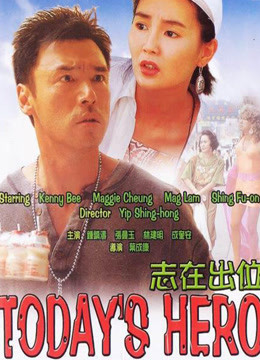 Starring Kenny Bee Maggie Cheung Mag Lam Shing Fu-on
Director Yip Shing-hong
主演：鍾鎮濤 張曼玉 林建明 成奎安
導演：葉成康
志在出位
TODAY'S HERO